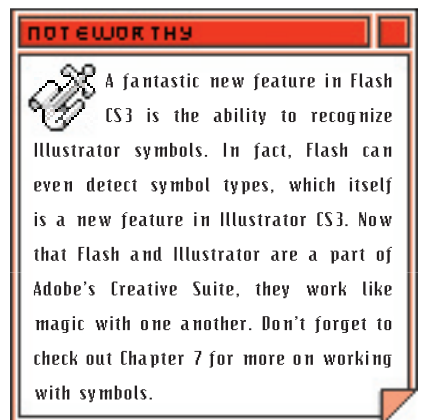 NOTEWORTHY
A fantastic new feature in Flash
CS3 is the ability to recognize
Illustrator symbols. In fact, Flash can
even detect symbol types, which itself
is a new feature in Illustrator CS3. Now
that Flash and Illustrator are a part of
Adobe's Creative Suite, they work like
magic with one another. Don't forget to
check out Chapter 7 for more on working
with symbols.